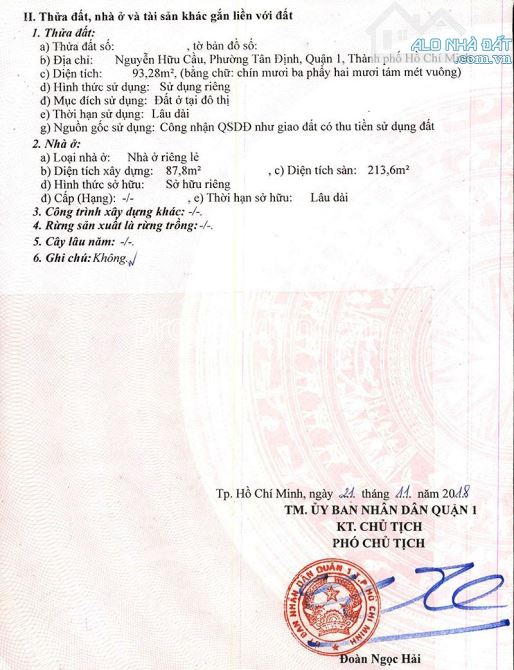 ALO NHÀ ĐẤT
.com.vn
II. Thửa đất, nhà ở và tài sản khác gắn liền với đất
1. Thửa đất:
a) Thửa đất số: , tờ bản đồ số:
b) Địa chỉ: Nguyễn Hữu Cầu, Phường Tân Định, Quận 1, Thành phố Hồ Chí Minh
c) Diện tích: 93,28m², (bằng chữ: chín mươi ba phẩy hai mươi tám mét vuông)
d) Hình thức sử dụng: Sử dụng riêng
đ) Mục đích sử dụng: Đất ở tại đô thị
e) Thời hạn sử dụng: Lâu dài
g) Nguồn gốc sử dụng: Công nhận QSDĐ như giao đất có thu tiền sử dụng đất
2. Nhà ở:
a) Loại nhà ở: Nhà ở riêng lẻ
b) Diện tích xây dựng: 87,8m² , c) Diện tích sàn: 213,6m²
d) Hình thức sở hữu: Sở hữu riêng
đ) Cấp (Hạng): -/- e) Thời hạn sở hữu: Lâu dài
3. Công trình xây dựng khác: -/-.
4. Rừng sản xuất là rừng trồng:-/-.
5. Cây lâu năm: -/-.
6. Ghi chú:Không.
Tp. Hồ Chí Minh, ngày 21 tháng 11 năm 2018
TM. ỦY BAN NHÂN DÂN QUẬN 1
KT. CHỦ TỊCH
PHÓ CHỦ TỊCH
ỦY BAN NHÂN DÂN QUẬN 1 T.P HỒ CHÍ MINH
Đoàn Ngọc Hải